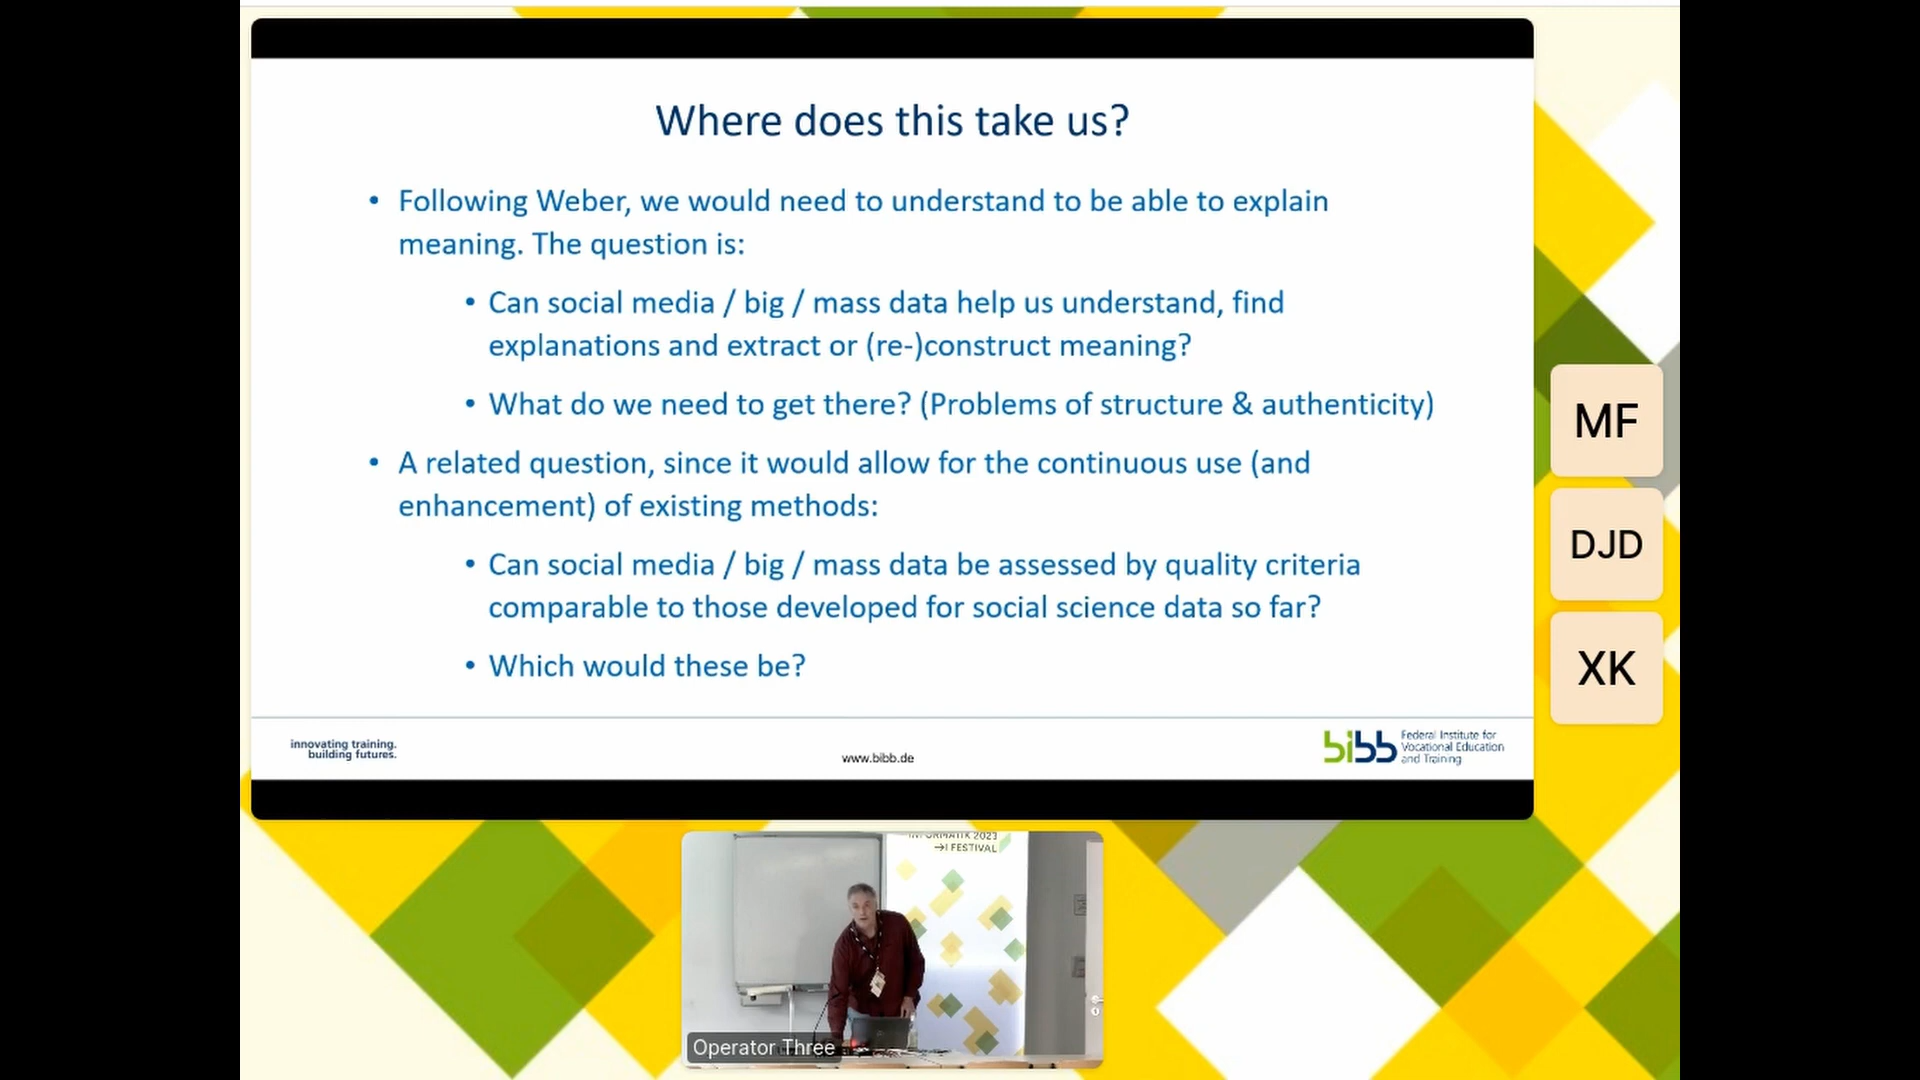 Where does this take us?
• Following Weber, we would need to understand to be able to explain
meaning. The question is:
• Can social media / big / mass data help us understand, find
explanations and extract or (re-)construct meaning?
• What do we need to get there? (Problems of structure & authenticity)
• A related question, since it would allow for the continuous use (and
enhancement) of existing methods:
• Can social media / big / mass data be assessed by quality criteria
comparable to those developed for social science data so far?
• Which would these be?
innovating training.
building futures.
www.bibb.de
bibb
Federal Institute for
Vocational Education
and Training
MF
DJD
XK
INFORMATIK 2023
→I FESTIVAL
Operator Three